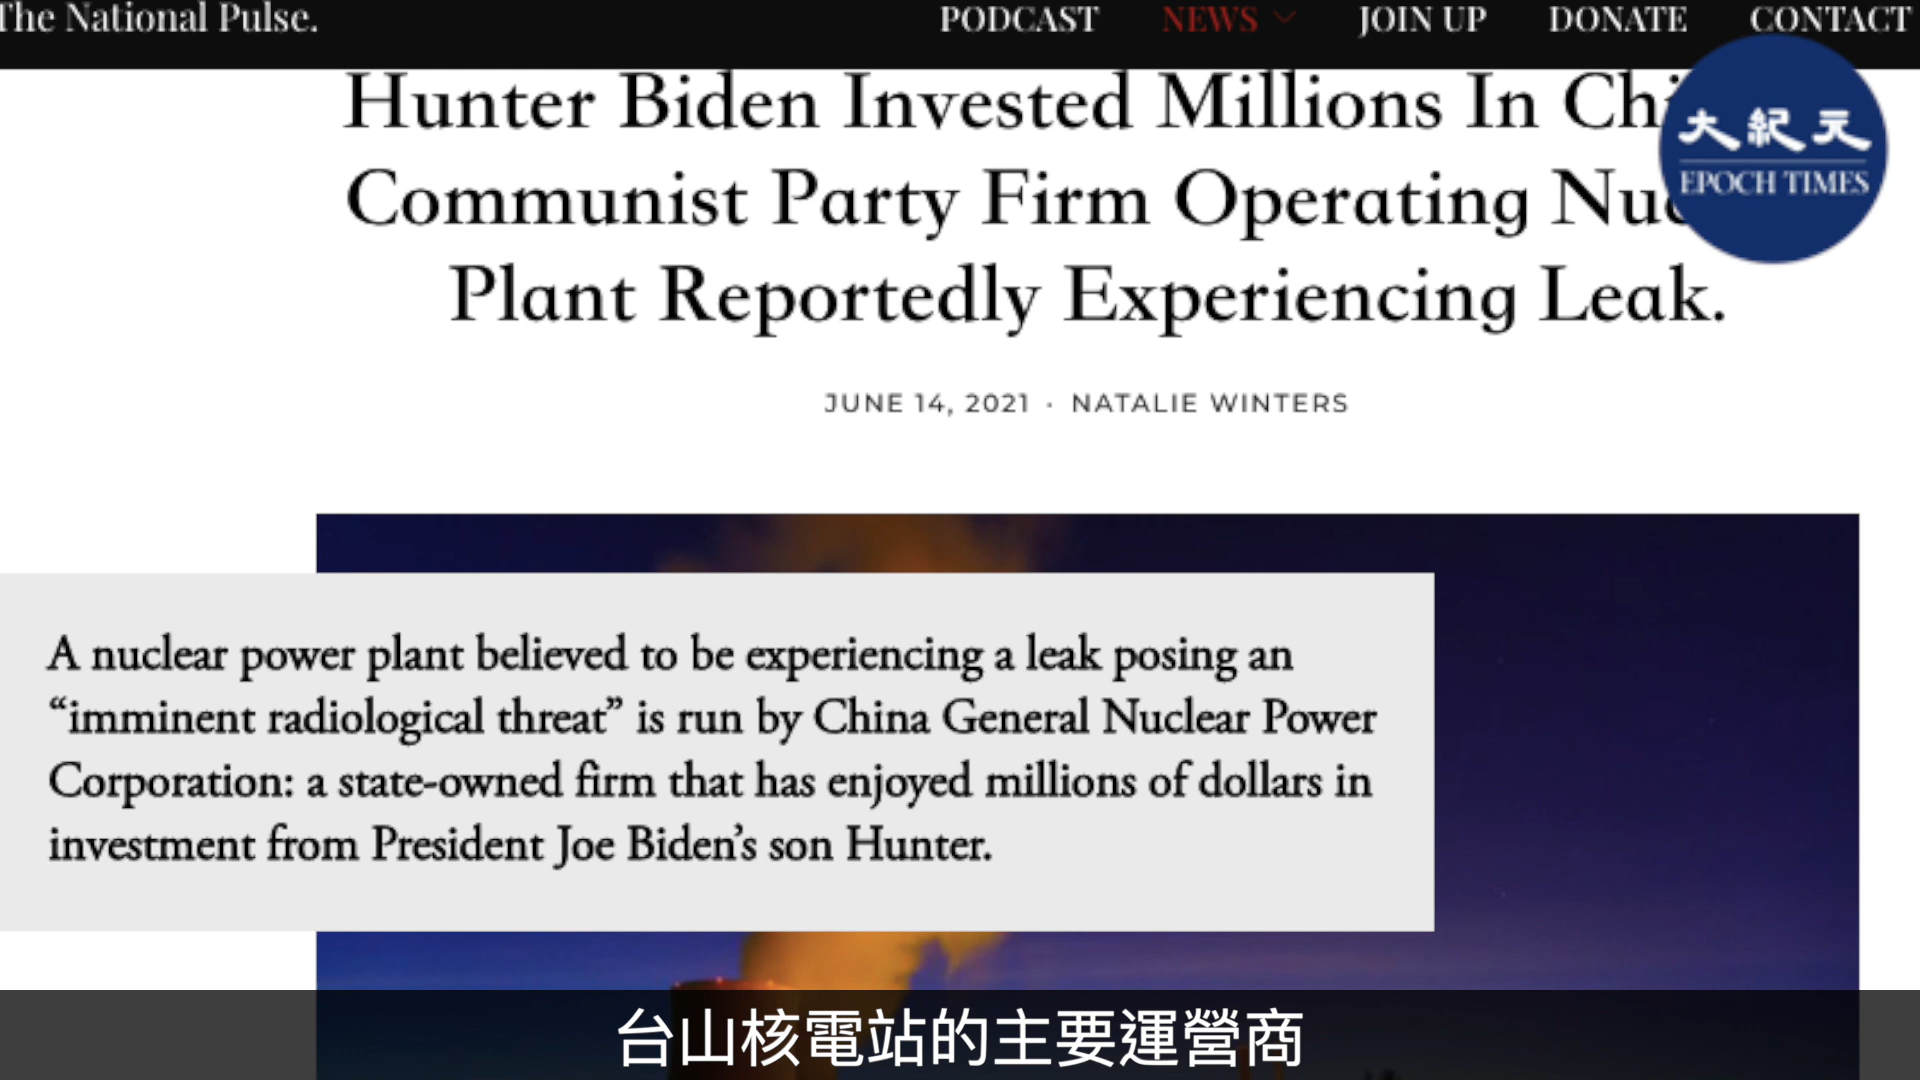 The National Pulse.
PODCAST NEWS JOIN UP DONATE CONTACT
Hunter Biden Invested Millions In
Communist Party Firm Operating
Plant Reportedly Experiencing Leak.
大紀元
EPOCH TIMES
JUNE 14, 2021 · NATALIE WINTERS
A nuclear power plant believed to be experiencing a leak posing an
“imminent radiological threat” is run by China General Nuclear Power
Corporation: a state-owned firm that has enjoyed millions of dollars in
investment from President Joe Biden’s son Hunter.
台山核電站的主要運營商